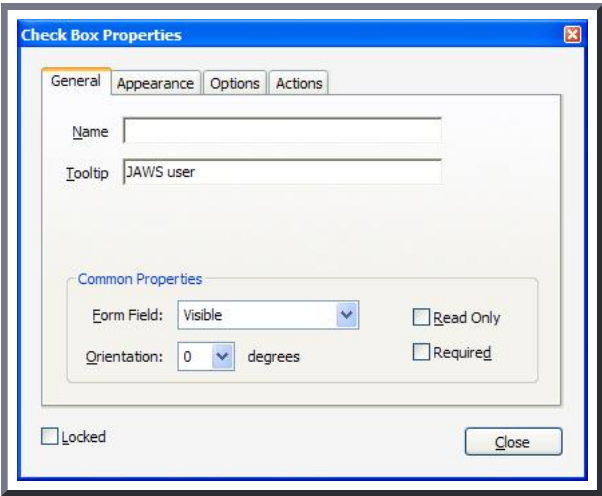 Check Box Properties
General Appearance Options Actions
Name
Tooltip JAWS user
Common Properties
Form Field: Visible Read Only
Orientation: 0 degrees Required
Locked Close